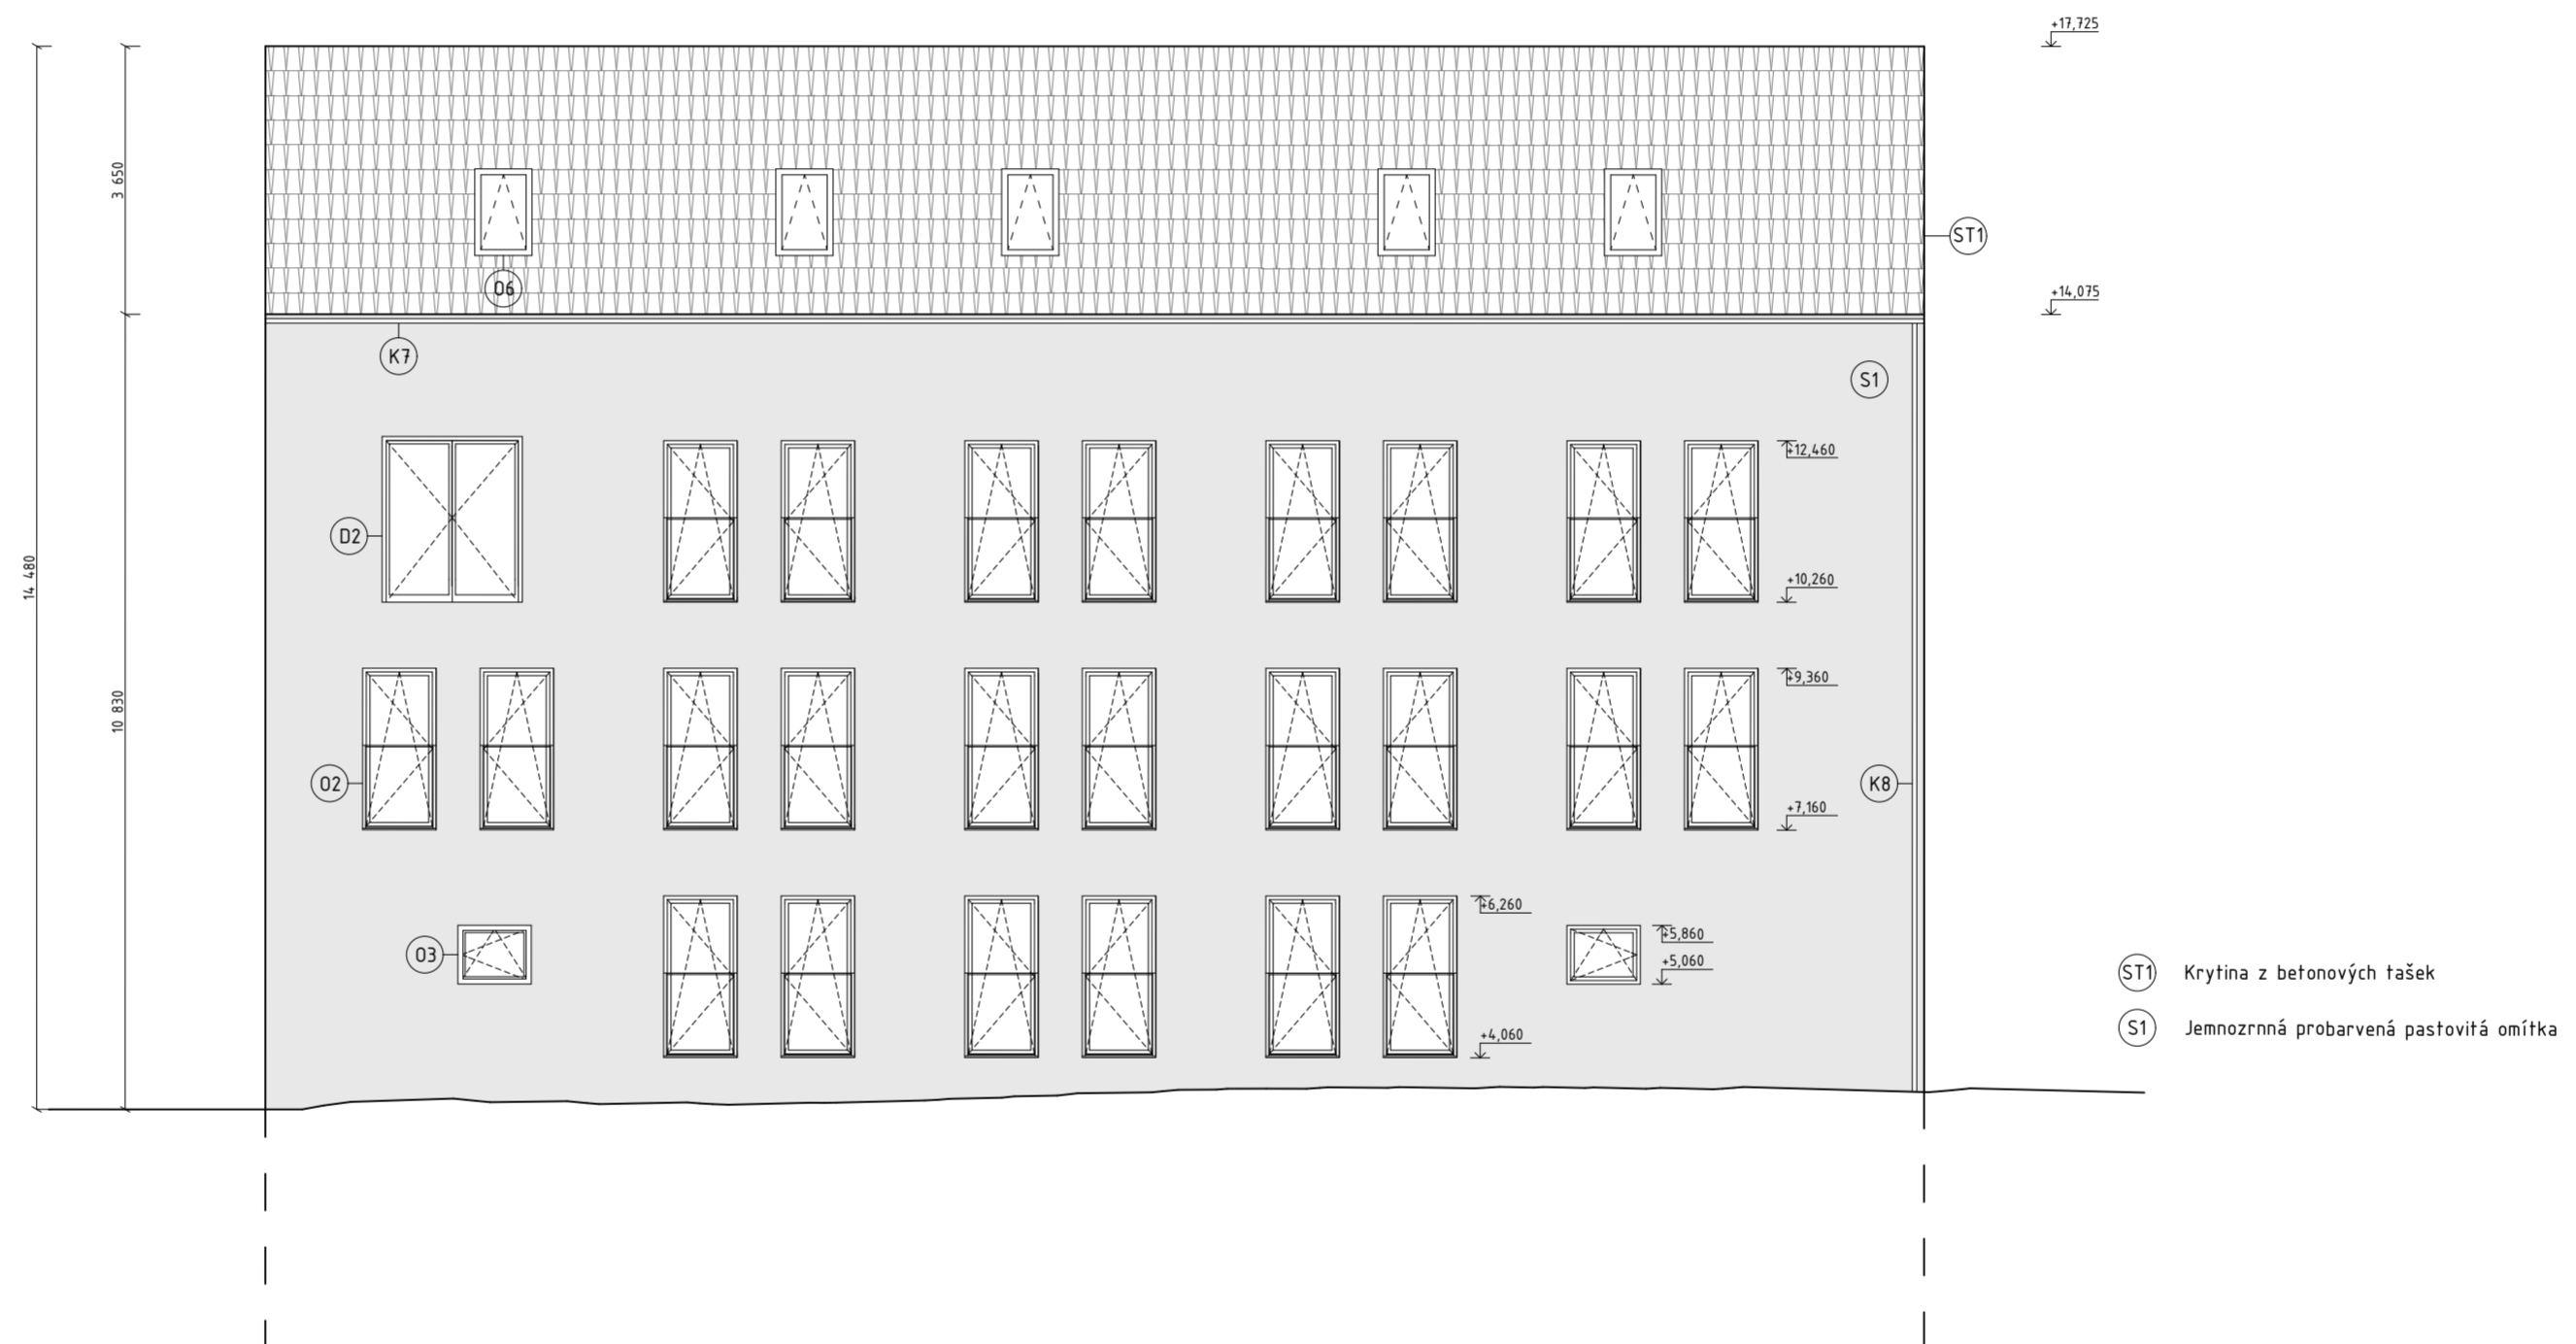 +17,725
3 650
ST1
O6
+14,075
K7
S1
+12,460
D2
14 480
+10,260
10 830
+9,360
O2
K8
+7,160
+6,260
O3
+5,860
+5,060
+4,060
ST1 Krytina z betonových tašek
S1 Jemnozrnná probarvená pastovitá omítka